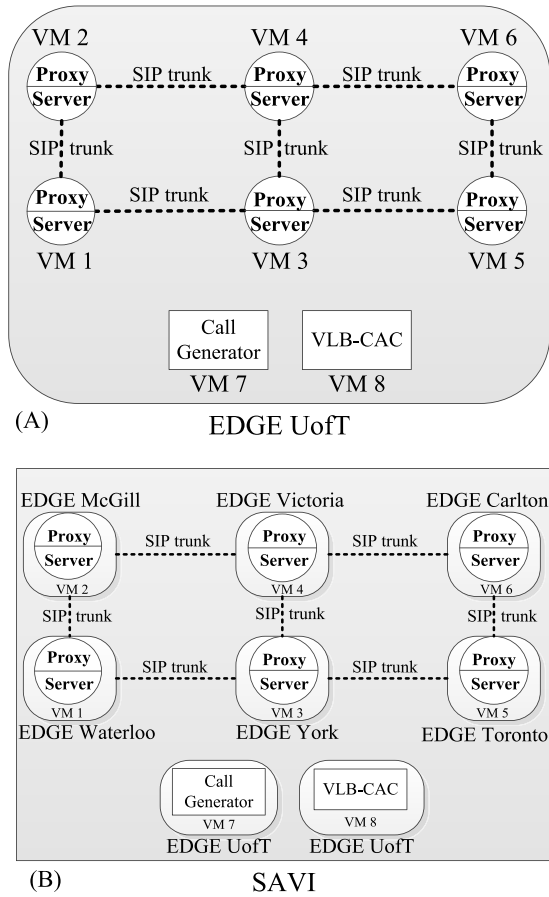 VM 2 VM 4 VM 6
Proxy SIP trunk Proxy SIP trunk Proxy
Server Server Server
SIP trunk SIP trunk SIP trunk
Proxy SIP trunk Proxy SIP trunk Proxy
Server Server Server
VM 1 VM 3 VM 5
Call
Generator
VLB-CAC
VM 7 VM 8
(A) EDGE UofT
EDGE McGill EDGE Victoria EDGE Carlton
Proxy SIP trunk Proxy SIP trunk Proxy
Server Server Server
VM 2 VM 4 VM 6
SIP trunk SIP trunk SIP trunk
Proxy SIP trunk Proxy SIP trunk Proxy
Server Server Server
VM 1 VM 3 VM 5
EDGE Waterloo EDGE York EDGE Toronto
Call
Generator
VLB-CAC
VM 7 VM 8
EDGE UofT EDGE UofT
(B) SAVI